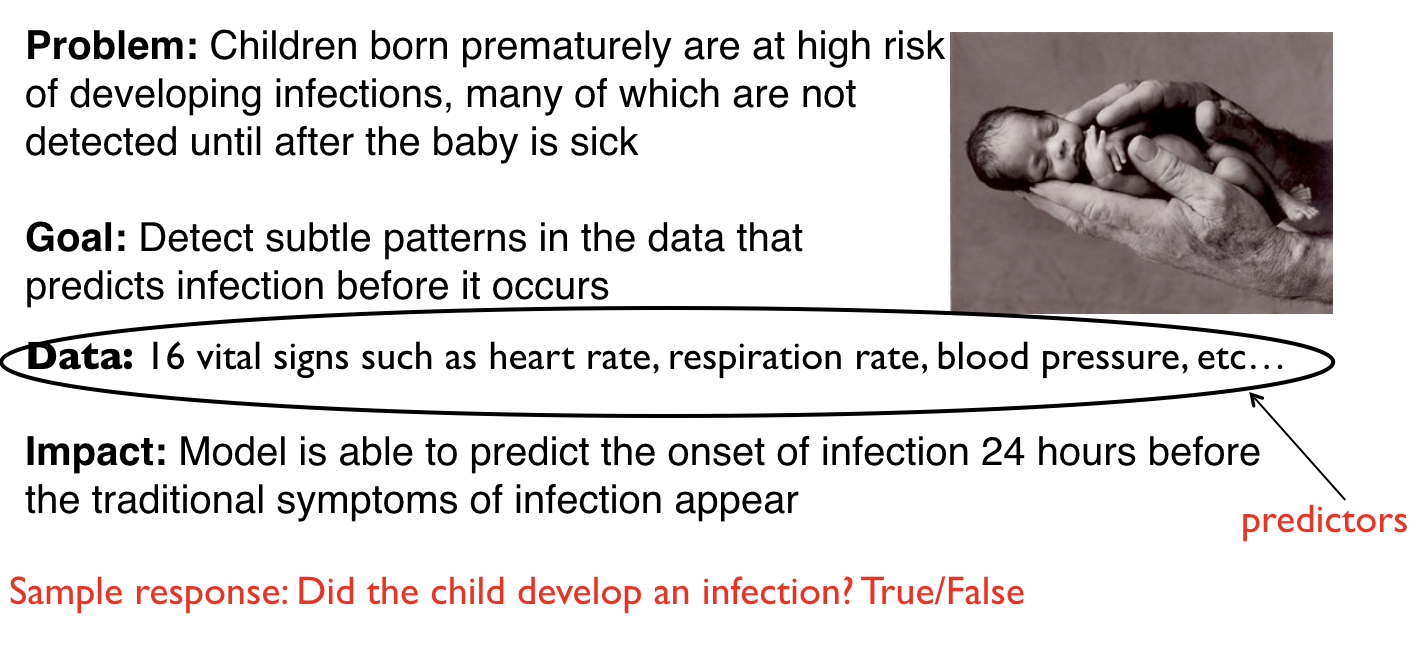 Problem: Children born prematurely are at high risk
of developing infections, many of which are not
detected until after the baby is sick
Goal: Detect subtle patterns in the data that
predicts infection before it occurs
Data: 16 vital signs such as heart rate, respiration rate, blood pressure, etc…
Impact: Model is able to predict the onset of infection 24 hours before
the traditional symptoms of infection appear
predictors
Sample response: Did the child develop an infection? True/False